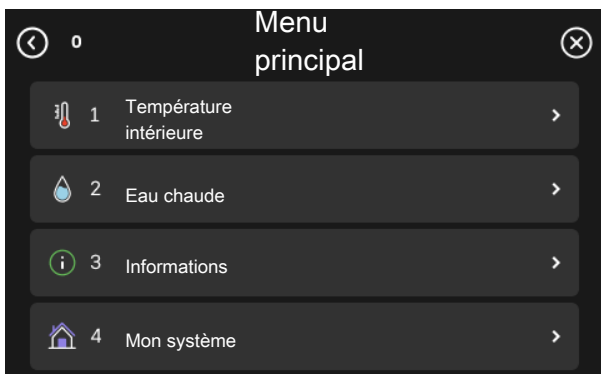 0
Menu
principal
1 Température
intérieure
2 Eau chaude
3 Informations
4 Mon système